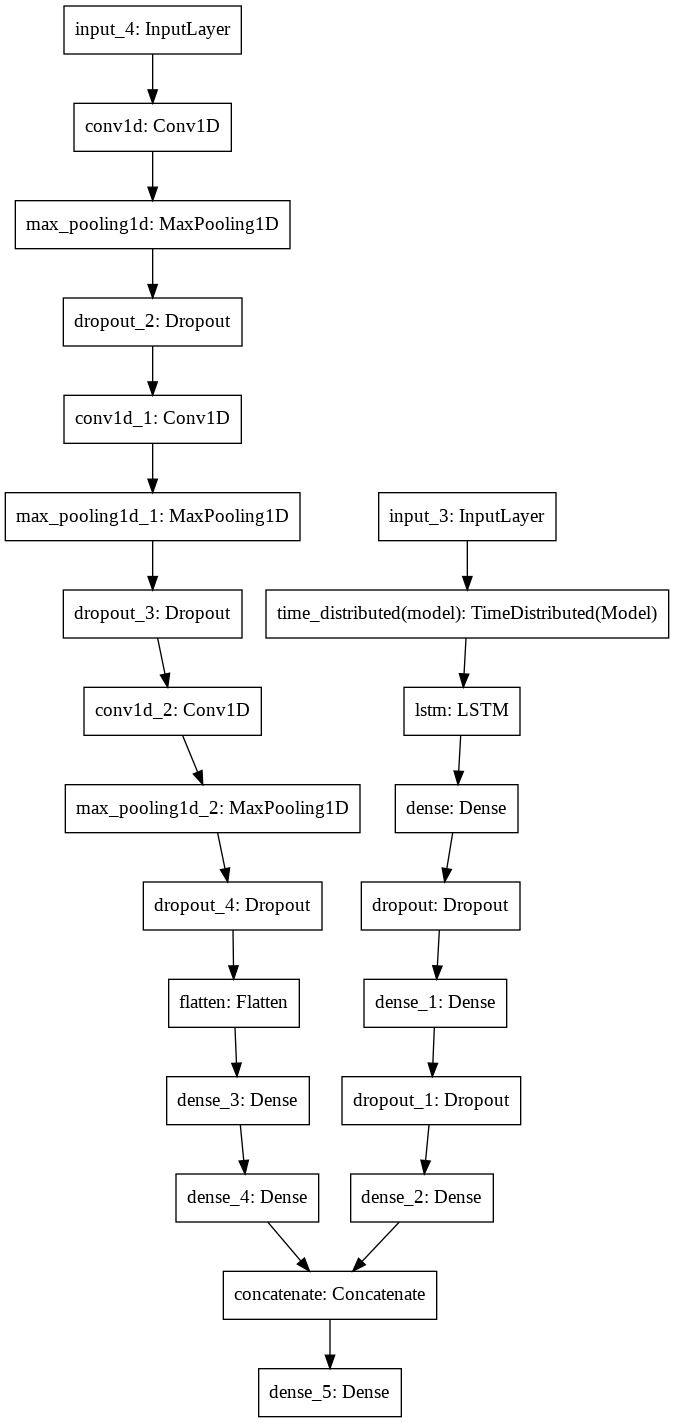 input_4: InputLayer
conv1d: Conv1D
max_pooling1d: MaxPooling1D
dropout_2: Dropout
conv1d_1: Conv1D
max_pooling1d_1: MaxPooling1D
input_3: InputLayer
dropout_3: Dropout
time_distributed(model): TimeDistributed(Model)
conv1d_2: Conv1D
lstm: LSTM
max_pooling1d_2: MaxPooling1D
dense: Dense
dropout_4: Dropout
dropout: Dropout
flatten: Flatten
dense_1: Dense
dense_3: Dense
dropout_1: Dropout
dense_4: Dense
dense_2: Dense
concatenate: Concatenate
dense_5: Dense